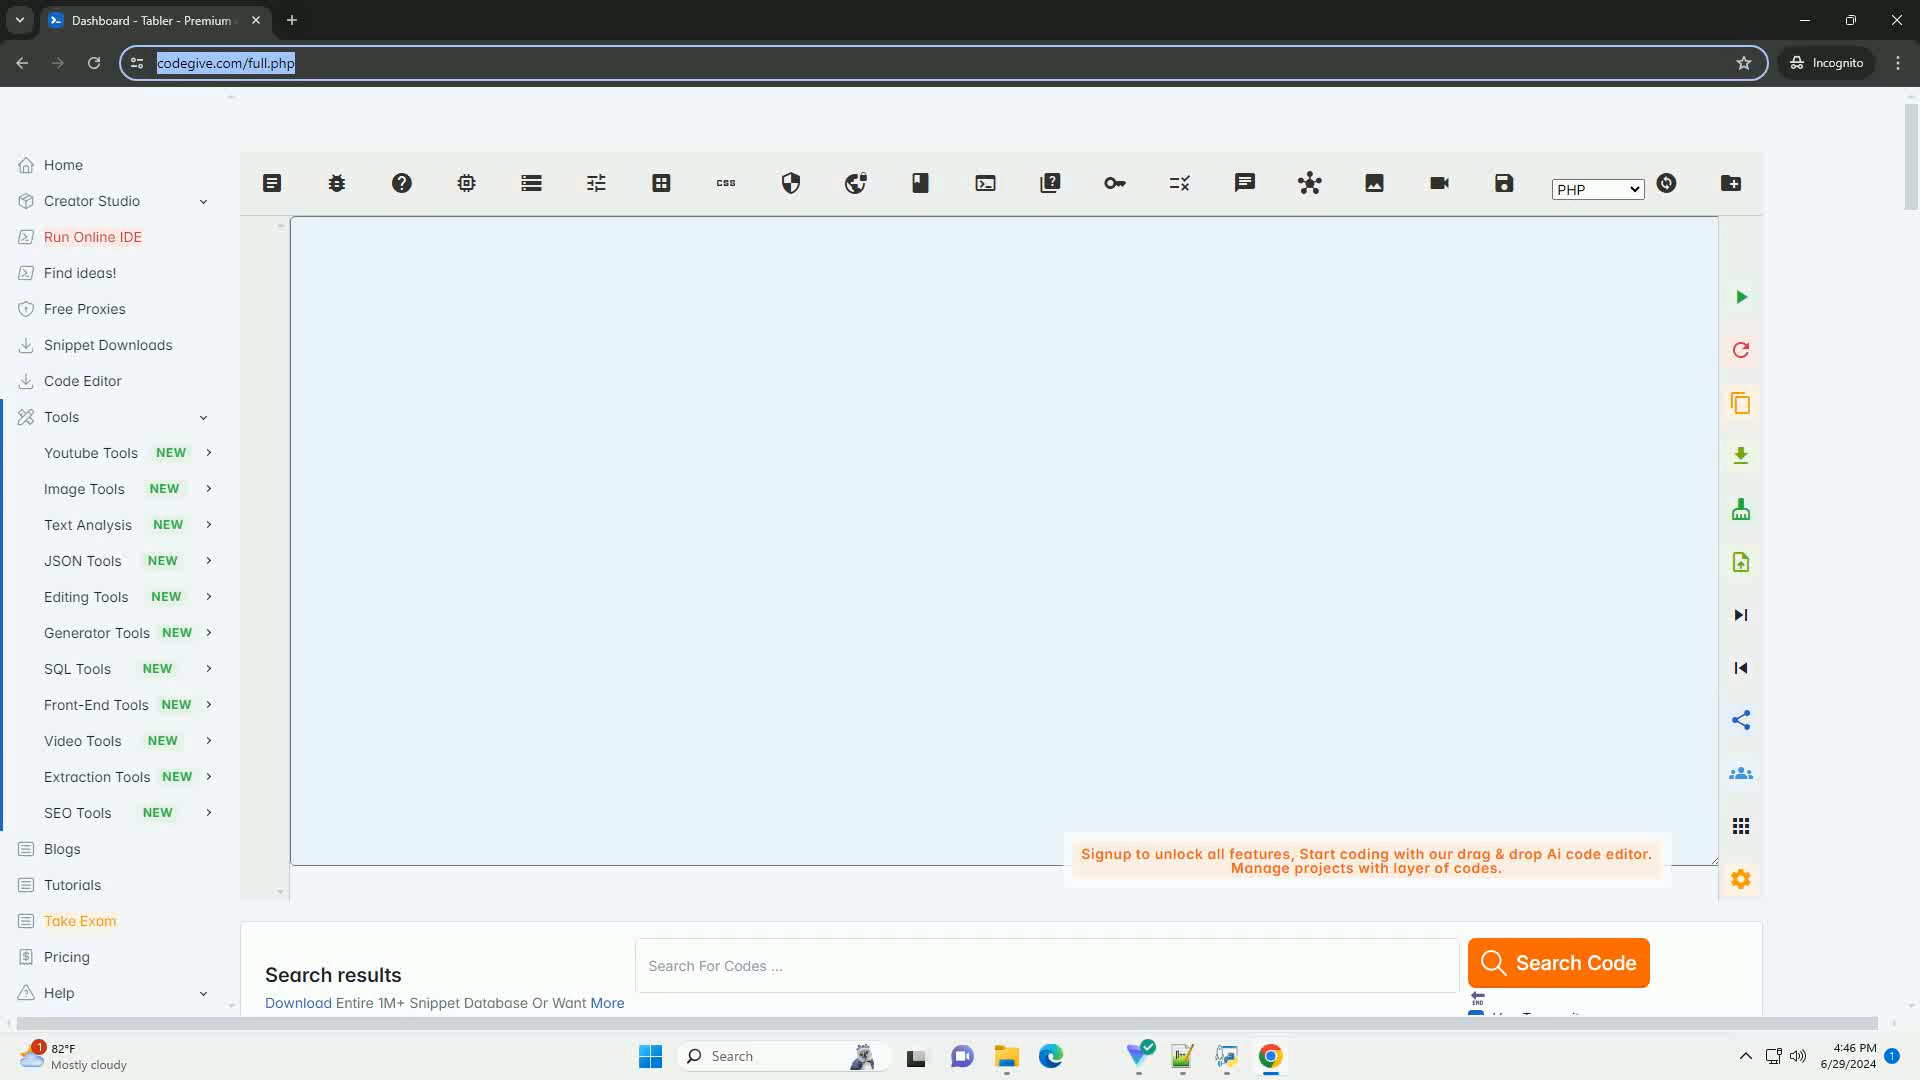 Dashboard - Tabler - Premium
codegive.com/full.php
Incognito
Home
Creator Studio
Run Online IDE
Find ideas!
Free Proxies
Snippet Downloads
Code Editor
Tools
Youtube Tools NEW
Image Tools NEW
Text Analysis NEW
JSON Tools NEW
Editing Tools NEW
Generator Tools NEW
SQL Tools NEW
Front-End Tools NEW
Video Tools NEW
Extraction Tools NEW
SEO Tools NEW
Blogs
Tutorials
Take Exam
Pricing
Help
css
PHP
Signup to unlock all features, Start coding with our drag & drop Ai code editor.
Manage projects with layer of codes.
Search results
Download Entire 1M+ Snippet Database Or Want More
Search For Codes ...
Search Code
END
1
82°F
Mostly cloudy
Search
4:46 PM
6/29/2024
1